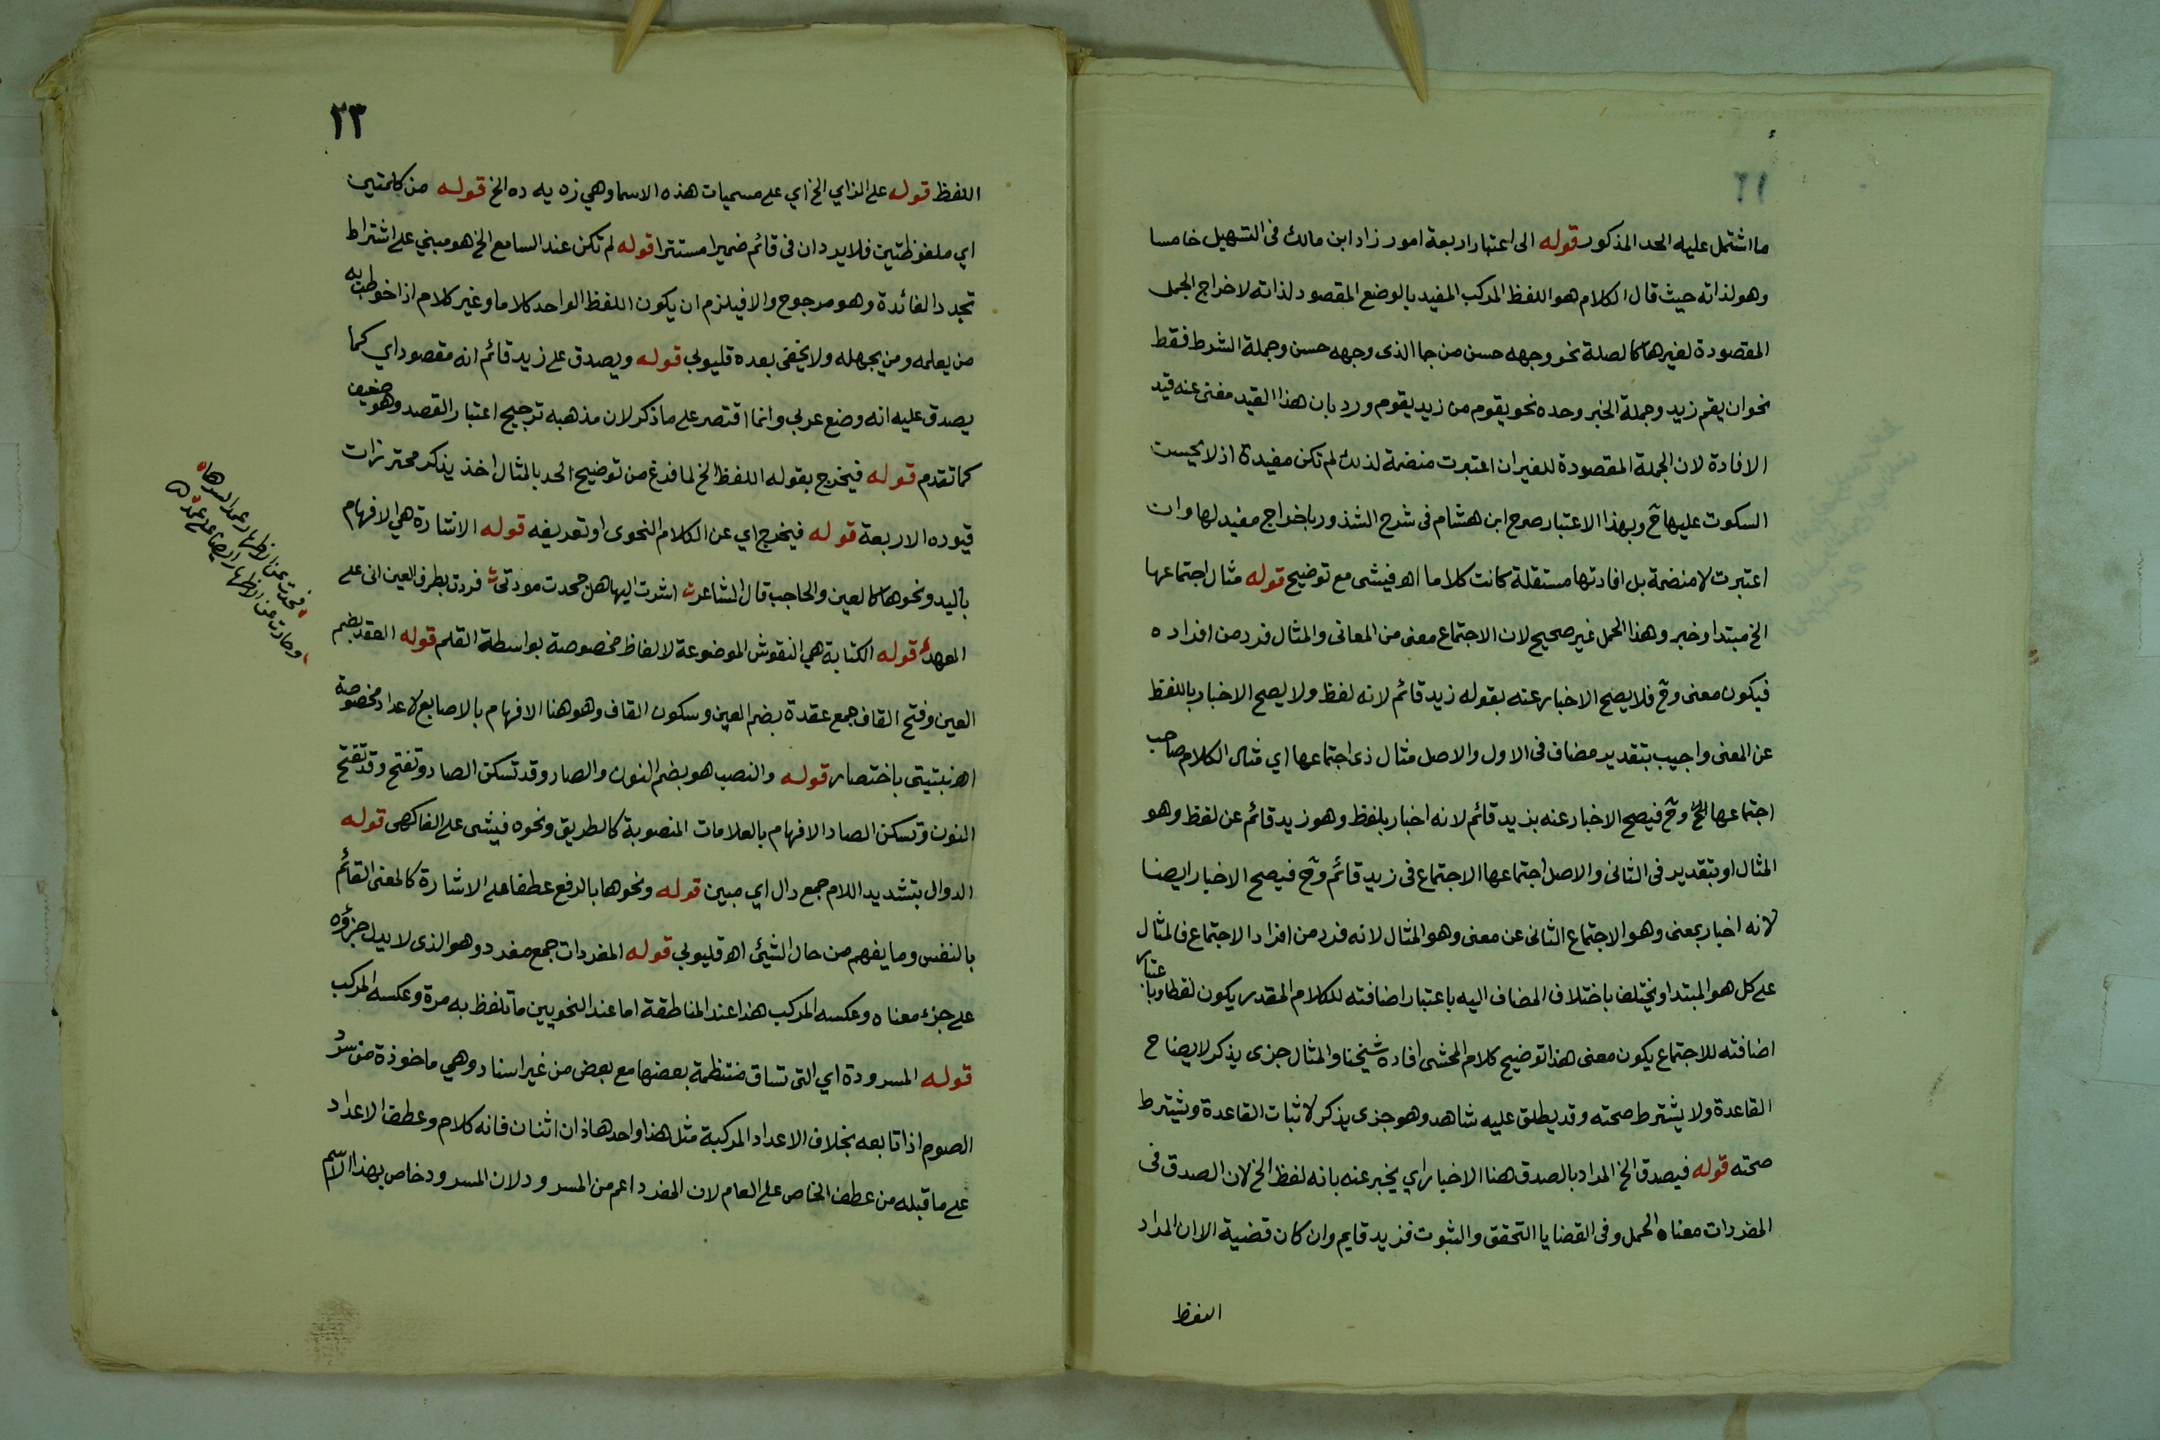 ما اشتمل عليه الحد المذكور قوله الى اعتبار اربعة امور زاد ابن مالك فى التسهيل خامسا
وهو لذاته حيث قال الكلام هو اللفظ المركب المفيد بالوضع المقصود لذاته لاخراج الجمل
المقصودة لغيرها كالصلة نحو وجهه حسن من جا الذى وجهه حسن وجملة الشرط فقط
نحو ان يقم زيد وجملة الخبر وحده نحو يقوم من زيد يقوم ورد بان هذا القيد مغنى عنه قيد
الافادة لان الجملة المقصودة للغير ان اعتبرت منضمة لذلك لم تكن مفيدة اذ لا يحسن
السكوت عليها ح وبهذا الاعتبار صرح ابن هشام فى شرح الشذور باخراج مفيد لها وان
اعتبرت لا منضمة بل افادتها مستقلة كانت كلاما اه فيشى مع توضيح قوله مثال اجتماعها
الخ مبتدا وخبر وهذا الحمل غير صحيح لان الاجتماع معنى من المعانى والمثال فرد من افراده
فيكون معنى وح فلا يصح الاخبار عنه بقوله زيد قائم لانه لفظ ولا يصح الاخبار باللفظ
عن المعنى واجيب بتقدير مضاف فى الاول والاصل مثال ذى اجتماعها اي مثال الكلام صاحب
اجتماعها الخ وح فيصح الاخبار عنه بزيد قائم لانه اخبار بلفظ وهو زيد قائم عن لفظ وهو
المثال او بتقدير فى الثانى والاصل اجتماعها الاجتماع فى زيد قائم وح فيصح الاخبار ايضا
لانه اخبار بمعنى وهو الاجتماع الثانى عن معنى وهو المثال لانه فرد من افراد الاجتماع فالمثال
على كل هو المبتدا ويختلف باختلاف المضاف اليه باعتبار اضافته للكلام المقدر يكون لفظا وباعتبار
اضافته للاجتماع يكون معنى هذا توضيح كلام المحشى افاده شيخنا والمثال جزى يذكر لايضاح
القاعدة ولا يشترط صحته وقد يطلق عليه شاهد وهو جزى يذكر لاثبات القاعدة ويشترط
صحته قوله فيصدق الخ المراد بالصدق هنا الاخبار اي يخبر عنه بانه لفظ الخ لان الصدق فى
المفردات معناه الحمل وفى القضايا التحقق والثبوت فزيد قايم وان كان قضية الا ان المراد
اللفظ
٢٣
اللفظ قوله على الزاي الخ اي على مسميات هذه الاسما وهي زه يه ده الخ قوله من كلمتين
اي ملفوظتين فلا يرد ان فى قائم ضميرا مستترا قوله لم تكن عند السامع الخ هو مبني على اشتراط
تجدد الفائدة وهو مرجوح والا فيلزم ان يكون اللفظ الواحد كلاما وغير كلام اذا خوطب به
من يعلمه ومن يجهله ولا يخفى بعده قليوبى قوله ويصدق على زيد قائم انه مقصود اي كما
يصدق عليه انه وضع عربى وانما اقتصر على ما ذكر لان مذهبه ترجيح اعتبار القصد وهو ضعيف
كما تقدم قوله فيخرج بقوله اللفظ الخ لما فرغ من توضيح الحد بالمثال اخذ يذكر محترزات
قيوده الاربعة قوله فيخرج اي عن الكلام النحوى او تعريفه قوله الاشارة هي الافهام
باليد ونحوها كالعين والحاجب قال الشاعر اشرت اليها هل جحدت مودتى فردت بطرف العين انى على
العهد قوله الكتابة هي النقوش الموضوعة لالفاظ مخصوصة بواسطة القلم قوله العقد بضم
العين وفتح القاف جمع عقدة بضم العين وسكون القاف وهو هنا الافهام بالاصابع لاعداد مخصوصة
اه نبتيتى باختصار قوله والنصب هو بضم النون والصاد وقد تسكن الصاد وتفتح وقد تفتح
النون وتسكن الصاد الافهام بالعلامات المنصوبة كالطريق ونحوه فيشى على الفاكهى قوله
الدوال بتشديد اللام جمع دال اي مبين قوله ونحوها بالرفع عطفا على الاشارة كالمعنى القائم
بالنفس وما يفهم من حال الشيئ اه قليوبي قوله المفردات جمع مفرد وهو الذى لا يدل جزؤه
على جزء معناه وعكسه المركب هذا عند المناطقة اما عند النحويين ما تلفظ به مرة وعكسه المركب
قوله المسرودة اي التى تساق منتظمة بعضها مع بعض من غير اسناد وهي ماخوذة من سرد
الصوم اذا تابعه بخلاف الاعداد المركبة مثل هذا واحد هاذان اثنان فانه كلام وعطف الاعداد
على ما قبله من عطف الخاص على العام لان المفرد اعم من المسرود لان المسرود خاص بهذا الاسم